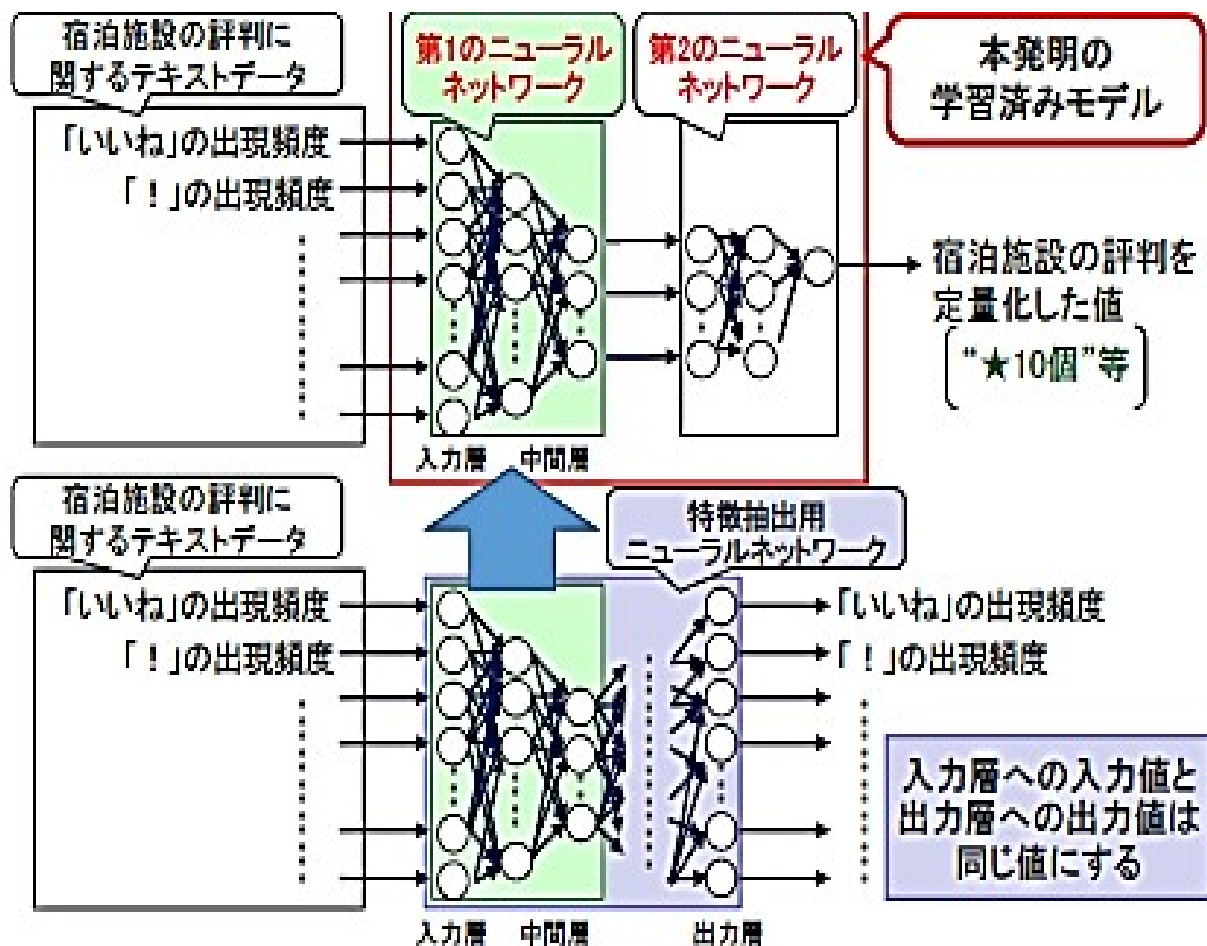 宿泊施設の評判に
関するテキストデータ
第1のニューラル
ネットワーク
第2のニューラル
ネットワーク
本発明の
学習済みモデル
「いいね」の出現頻度
「！」の出現頻度
宿泊施設の評判を
定量化した値
“★10個”等
入力層 中間層
宿泊施設の評判に
関するテキストデータ
特徴抽出用
ニューラルネットワーク
「いいね」の出現頻度
「！」の出現頻度
「いいね」の出現頻度
「！」の出現頻度
入力層への入力値と
出力層への出力値は
同じ値にする
入力層 中間層 出力層